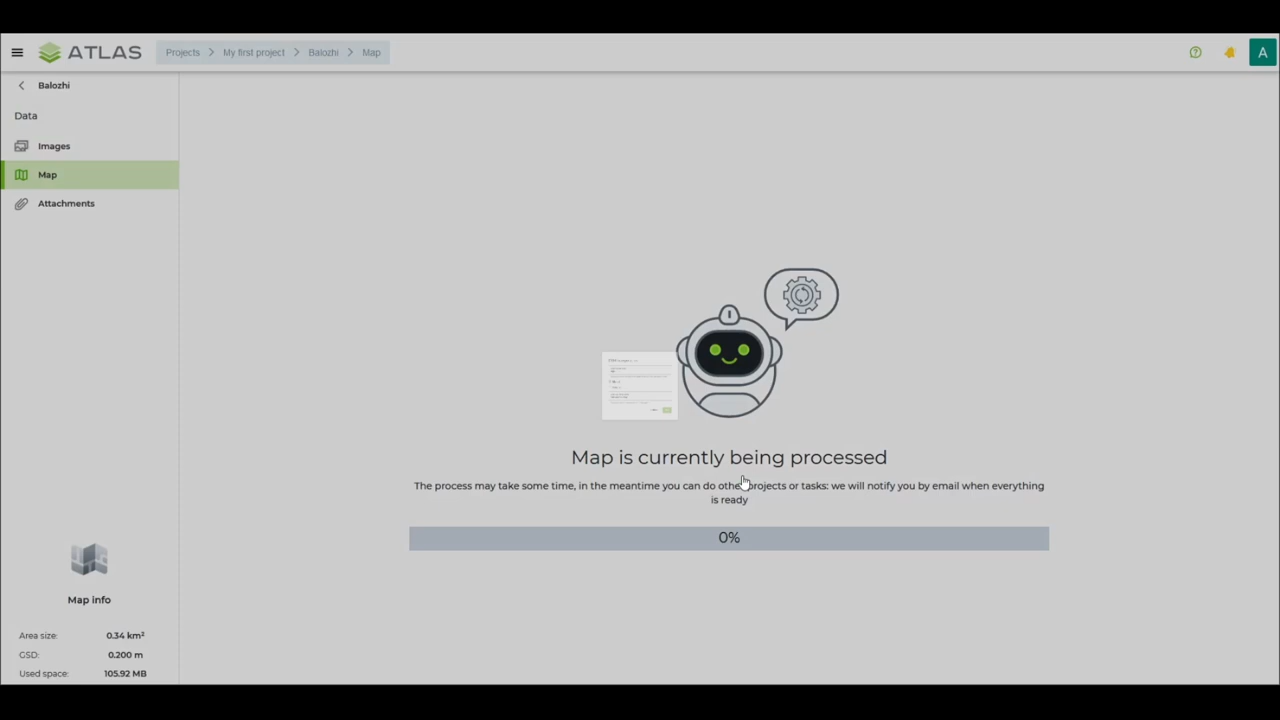 ATLAS
Projects > My first project > Balozhi > Map
A
Balozhi
Data
Images
Map
Attachments
Map is currently being processed
The process may take some time, in the meantime you can do other projects or tasks: we will notify you by email when everything
is ready
0%
Map info
Area size: 0.34 km²
GSD: 0.200 m
Used space: 105.92 MB